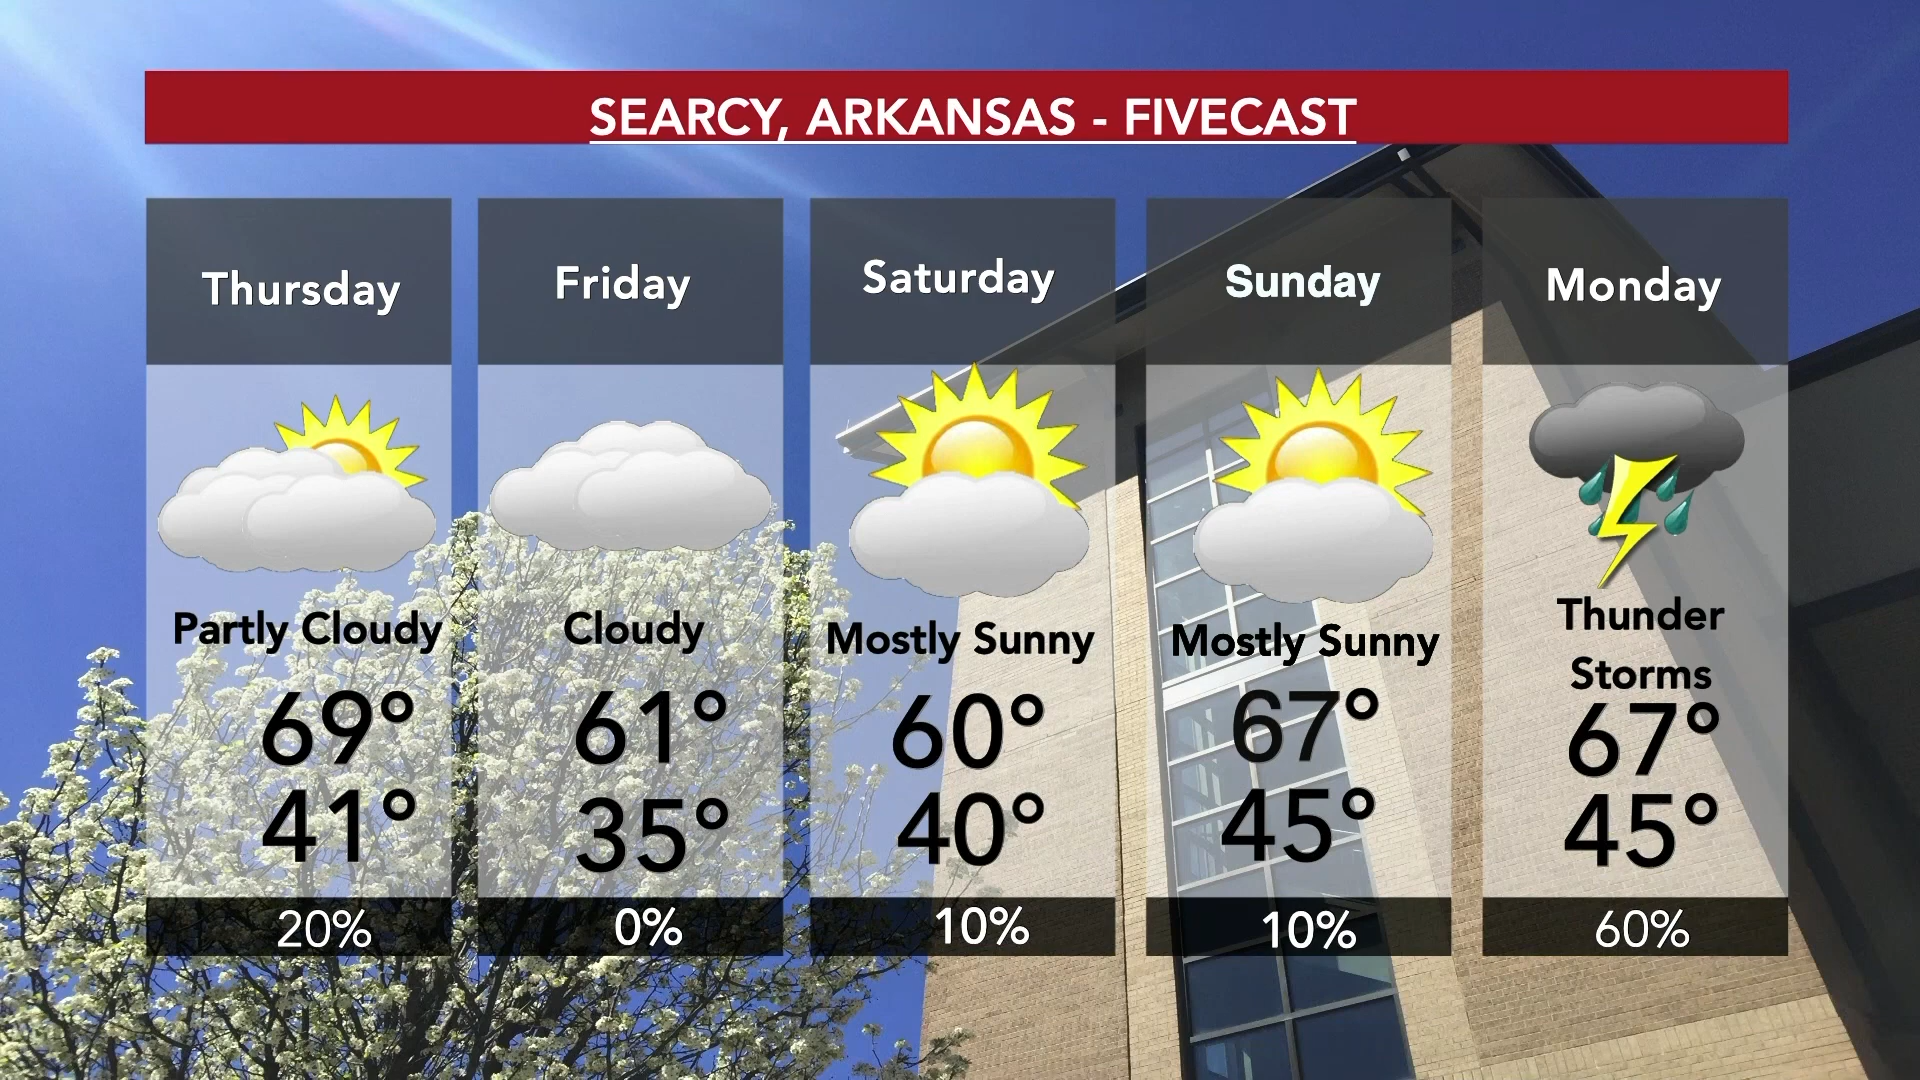 SEARCY, ARKANSAS - FIVECAST
Thursday
Partly Cloudy
69°
41°
20%
Friday
Cloudy
61°
35°
0%
Saturday
Mostly Sunny
60°
40°
10%
Sunday
Mostly Sunny
67°
45°
10%
Monday
Thunder
Storms
67°
45°
60%